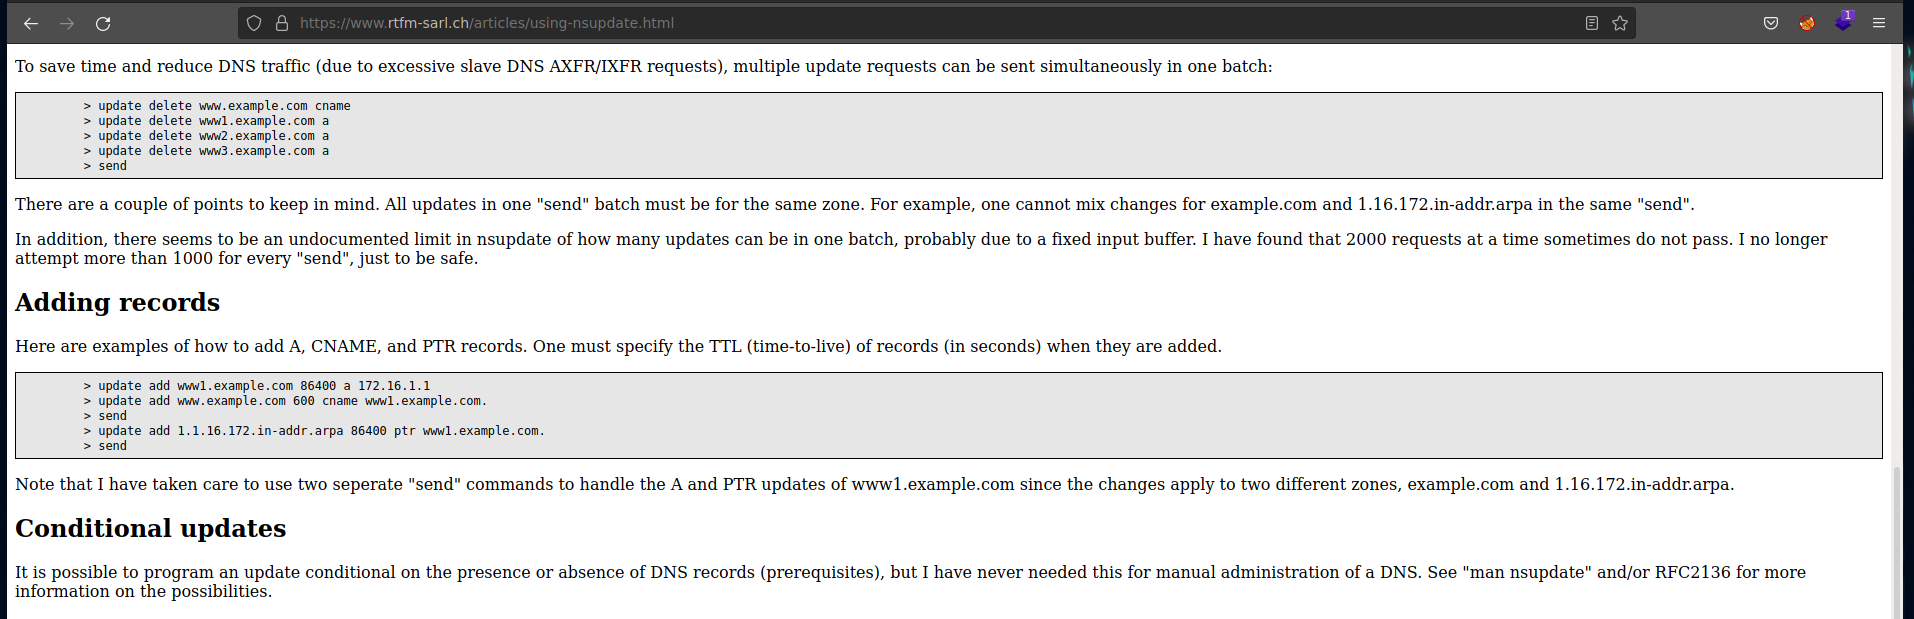 https://www.rtfm-sarl.ch/articles/using-nsupdate.html
1
To save time and reduce DNS traffic (due to excessive slave DNS AXFR/IXFR requests), multiple update requests can be sent simultaneously in one batch:
> update delete www.example.com cname
> update delete www1.example.com a
> update delete www2.example.com a
> update delete www3.example.com a
> send
There are a couple of points to keep in mind. All updates in one "send" batch must be for the same zone. For example, one cannot mix changes for example.com and 1.16.172.in-addr.arpa in the same "send".
In addition, there seems to be an undocumented limit in nsupdate of how many updates can be in one batch, probably due to a fixed input buffer. I have found that 2000 requests at a time sometimes do not pass. I no longer
attempt more than 1000 for every "send", just to be safe.
Adding records
Here are examples of how to add A, CNAME, and PTR records. One must specify the TTL (time-to-live) of records (in seconds) when they are added.
> update add www1.example.com 86400 a 172.16.1.1
> update add www.example.com 600 cname www1.example.com.
> send
> update add 1.1.16.172.in-addr.arpa 86400 ptr www1.example.com.
> send
Note that I have taken care to use two seperate "send" commands to handle the A and PTR updates of www1.example.com since the changes apply to two different zones, example.com and 1.16.172.in-addr.arpa.
Conditional updates
It is possible to program an update conditional on the presence or absence of DNS records (prerequisites), but I have never needed this for manual administration of a DNS. See "man nsupdate" and/or RFC2136 for more
information on the possibilities.